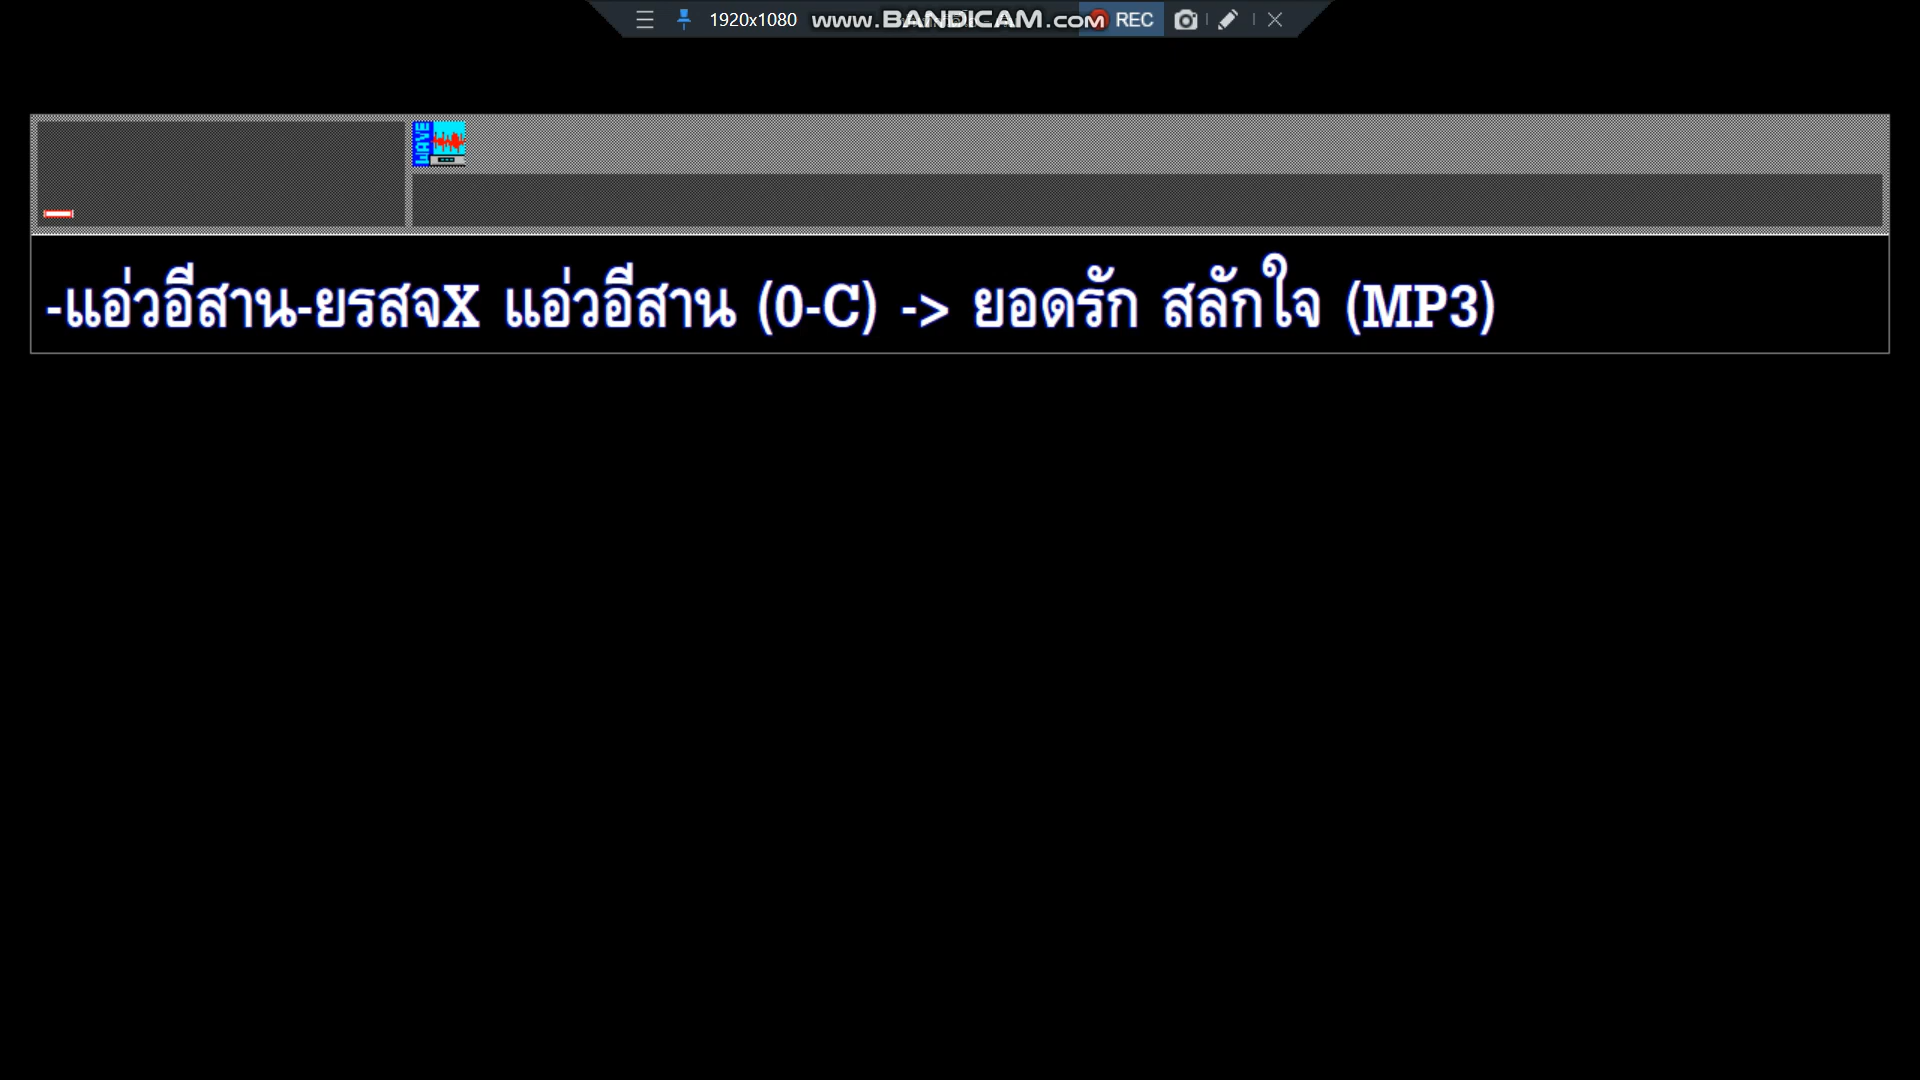 1920x1080 www.BANDICAM.com REC
WAVE
-แอ่วอีสาน-ยรสจX แอ่วอีสาน (0-C) -> ยอดรัก สลักใจ (MP3)